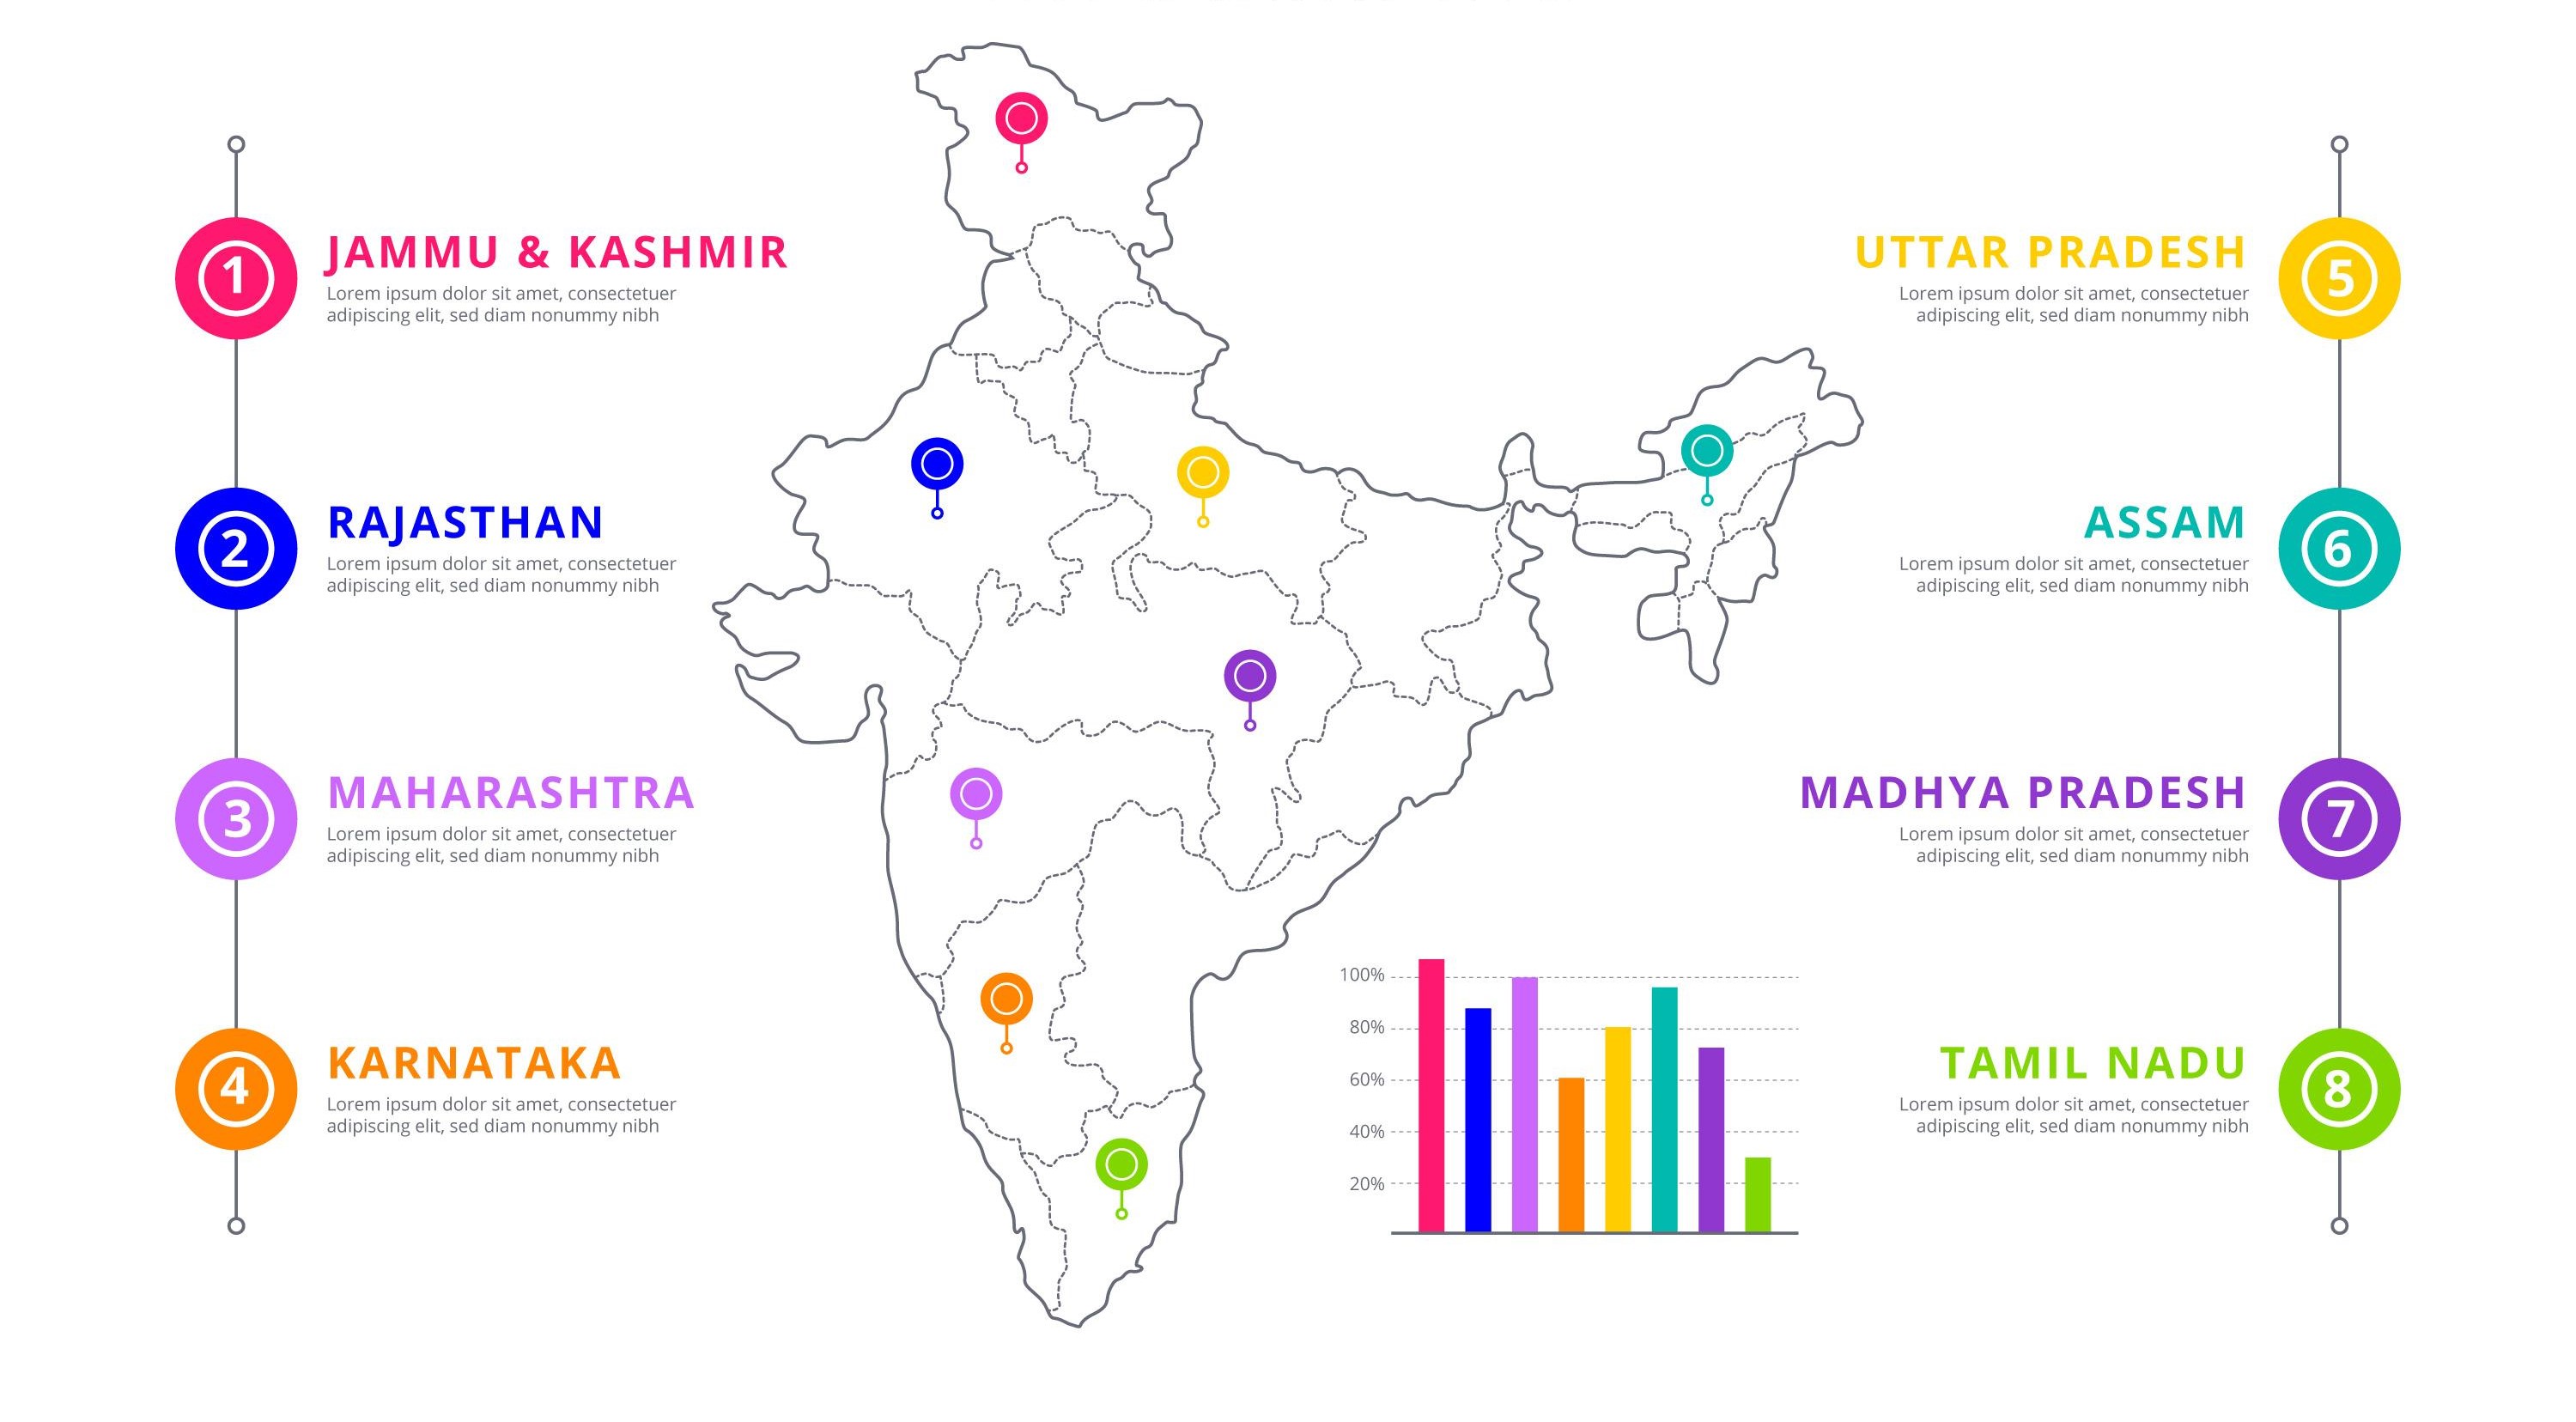 1
JAMMU & KASHMIR
Lorem ipsum dolor sit amet, consectetuer
adipiscing elit, sed diam nonummy nibh
2
RAJASTHAN
Lorem ipsum dolor sit amet, consectetuer
adipiscing elit, sed diam nonummy nibh
3
MAHARASHTRA
Lorem ipsum dolor sit amet, consectetuer
adipiscing elit, sed diam nonummy nibh
4
KARNATAKA
Lorem ipsum dolor sit amet, consectetuer
adipiscing elit, sed diam nonummy nibh
100%
80%
60%
40%
20%
UTTAR PRADESH
5
Lorem ipsum dolor sit amet, consectetuer
adipiscing elit, sed diam nonummy nibh
ASSAM
6
Lorem ipsum dolor sit amet, consectetuer
adipiscing elit, sed diam nonummy nibh
MADHYA PRADESH
7
Lorem ipsum dolor sit amet, consectetuer
adipiscing elit, sed diam nonummy nibh
TAMIL NADU
8
Lorem ipsum dolor sit amet, consectetuer
adipiscing elit, sed diam nonummy nibh